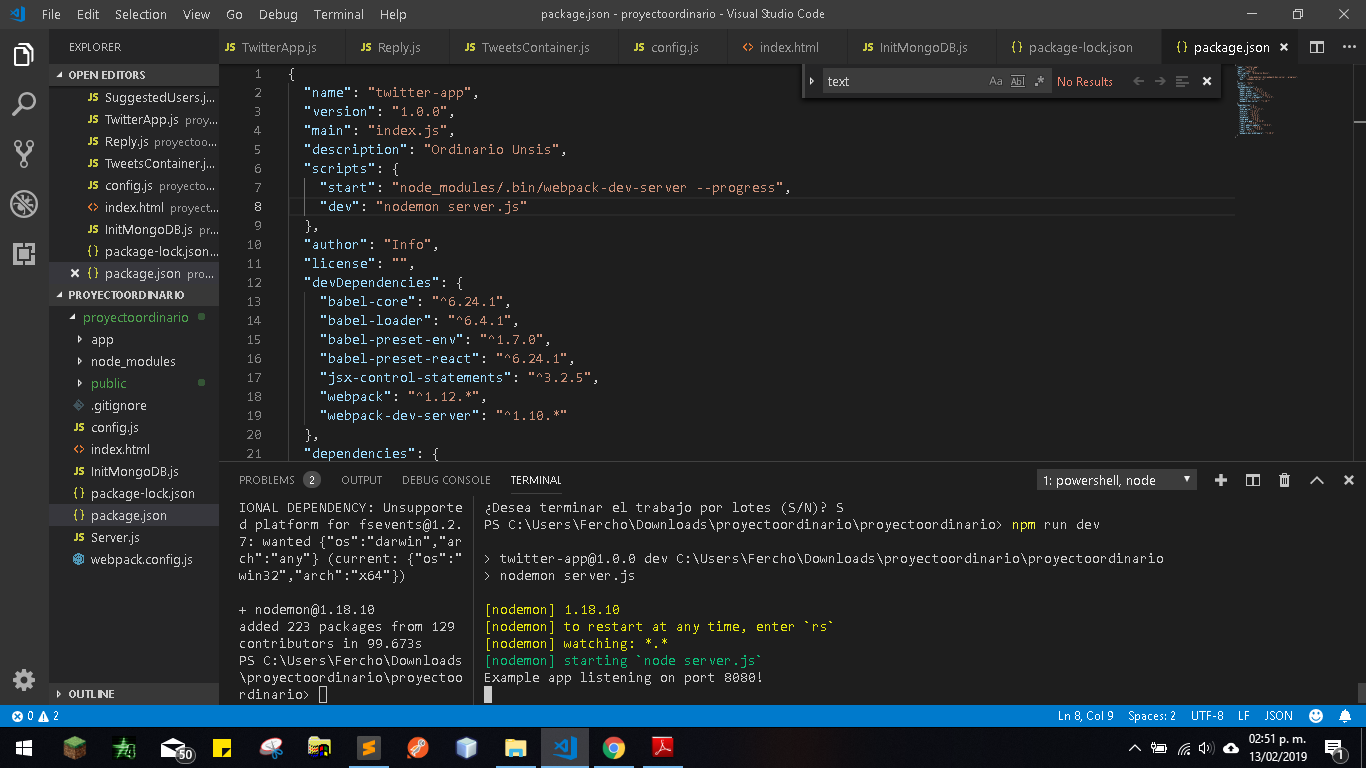 File Edit Selection View Go Debug Terminal Help package.json - proyectoordinario - Visual Studio Code
EXPLORER
OPEN EDITORS
JS SuggestedUsers.j...
JS TwitterApp.js proy...
JS Reply.js proyectoo...
JS TweetsContainer.j...
JS config.js proyecto...
<> index.html proyect...
JS InitMongoDB.js pr...
{} package-lock.json...
{} package.json pro...
PROYECTOORDINARIO
proyectoordinario
app
node_modules
public
.gitignore
JS config.js
<> index.html
JS InitMongoDB.js
{} package-lock.json
{} package.json
JS Server.js
webpack.config.js
OUTLINE
JS TwitterApp.js JS Reply.js JS TweetsContainer.js JS config.js <> index.html JS InitMongoDB.js {} package-lock.json {} package.json
text Aa Abl .* No Results
1 {
2 "name": "twitter-app",
3 "version": "1.0.0",
4 "main": "index.js",
5 "description": "Ordinario Unsis",
6 "scripts": {
7 "start": "node_modules/.bin/webpack-dev-server --progress",
8 "dev": "nodemon server.js"
9 },
10 "author": "Info",
11 "license": "",
12 "devDependencies": {
13 "babel-core": "^6.24.1",
14 "babel-loader": "^6.4.1",
15 "babel-preset-env": "^1.7.0",
16 "babel-preset-react": "^6.24.1",
17 "jsx-control-statements": "^3.2.5",
18 "webpack": "^1.12.*",
19 "webpack-dev-server": "^1.10.*"
20 },
21 "dependencies": {
PROBLEMS 2 OUTPUT DEBUG CONSOLE TERMINAL 1: powershell, node
IONAL DEPENDENCY: Unsupporte
d platform for fsevents@1.2.
7: wanted {"os":"darwin","ar
ch":"any"} (current: {"os":"
win32","arch":"x64"})
+ nodemon@1.18.10
added 223 packages from 129
contributors in 99.673s
PS C:\Users\Fercho\Downloads
\proyectoordinario\proyectoo
rdinario>
¿Desea terminar el trabajo por lotes (S/N)? S
PS C:\Users\Fercho\Downloads\proyectoordinario\proyectoordinario> npm run dev
> twitter-app@1.0.0 dev C:\Users\Fercho\Downloads\proyectoordinario\proyectoordinario
> nodemon server.js
[nodemon] 1.18.10
[nodemon] to restart at any time, enter `rs`
[nodemon] watching: *.*
[nodemon] starting `node server.js`
Example app listening on port 8080!
0 2 Ln 8, Col 9 Spaces: 2 UTF-8 LF JSON
50
02:51 p. m.
13/02/2019
1